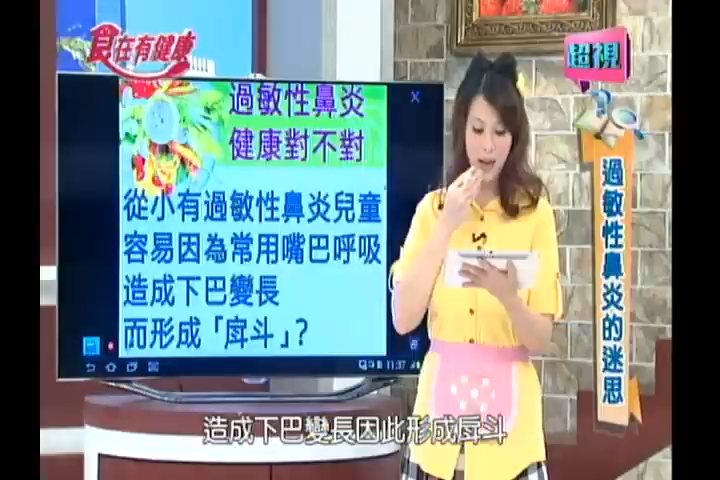 食在有健康
超視
過敏性鼻炎
健康對不對
從小有過敏性鼻炎兒童
容易因為常用嘴巴呼吸
造成下巴變長
而形成「戽斗」?
X
11:37
過敏性鼻炎的迷思
造成下巴變長因此形成戽斗